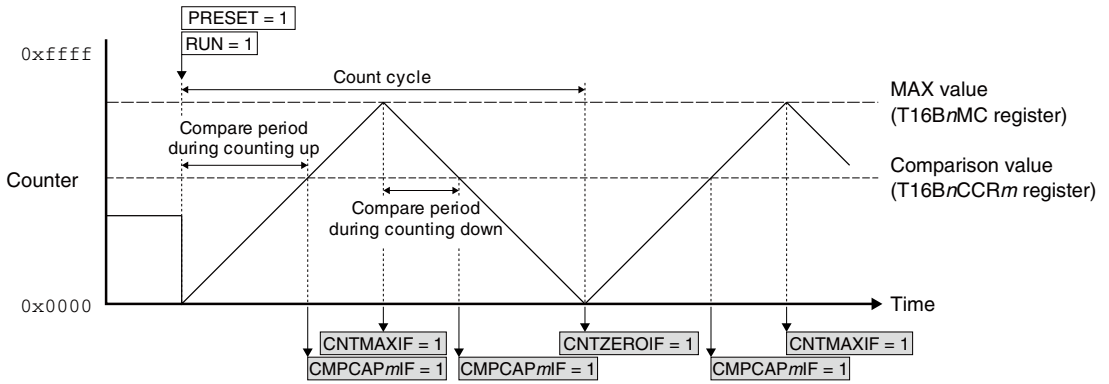 PRESET = 1
RUN = 1
0xffff
Count cycle
MAX value
(T16BnMC register)
Compare period
during counting up
Comparison value
(T16BnCCRm register)
Counter
Compare period
during counting down
0x0000
Time
CNTMAXIF = 1
CNTZEROIF = 1
CNTMAXIF = 1
CMPCAPmIF = 1
CMPCAPmIF = 1
CMPCAPmIF = 1